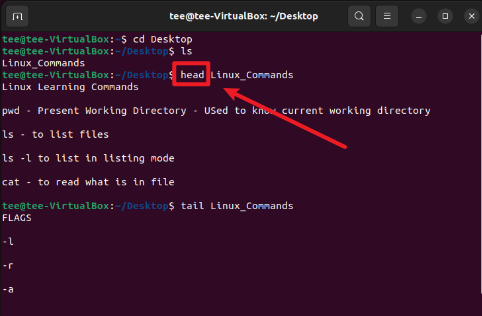 tee@tee-VirtualBox: ~/Desktop
tee@tee-VirtualBox:~$ cd Desktop
tee@tee-VirtualBox:~/Desktop$ ls
Linux_Commands
tee@tee-VirtualBox:~/Desktop$ head Linux_Commands
Linux Learning Commands
pwd - Present Working Directory - USed to know current working directory
ls - to list files
ls -l to list in listing mode
cat - to read what is in file
tee@tee-VirtualBox:~/Desktop$ tail Linux_Commands
FLAGS
-l
-r
-a